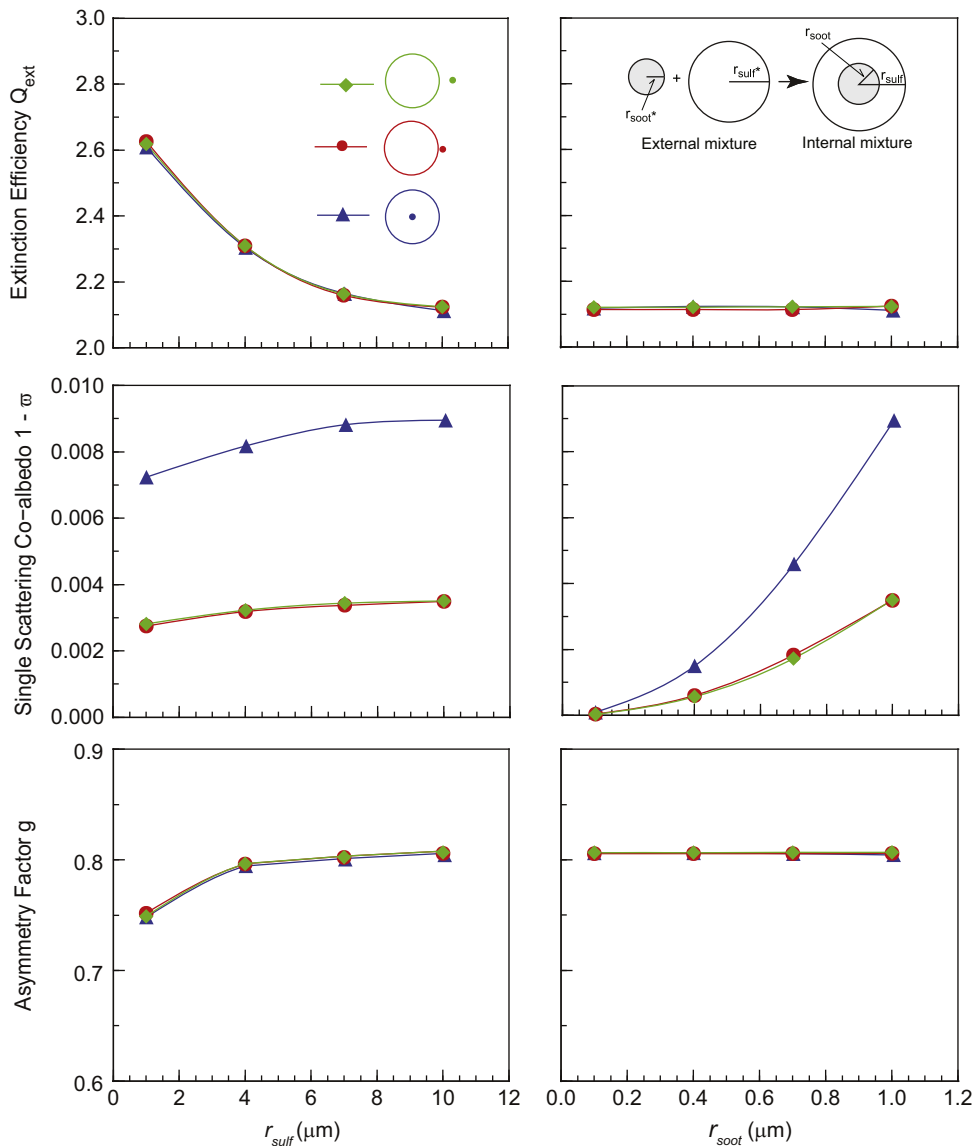 Extinction Efficiency Q_ext
3.0
2.8
2.6
2.4
2.2
2.0
r_soot
r_sulf*
r_sulf
+
r_soot*
External mixture
Internal mixture
Single Scattering Co-albedo 1 - ϖ
0.010
0.008
0.006
0.004
0.002
0.000
Asymmetry Factor g
0.9
0.8
0.7
0.6
0 2 4 6 8 10 12
r_sulf (μm)
0.0 0.2 0.4 0.6 0.8 1.0 1.2
r_soot (μm)